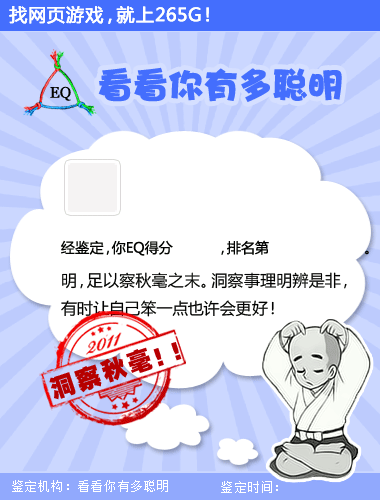 找网页游戏,就上265G!
EQ
看看你有多聪明
经鉴定,你EQ得分 ,排名第 。
明,足以察秋毫之末。洞察事理明辨是非,
有时让自己笨一点也许会更好!
2011
洞察秋毫!!
鉴定机构:看看你有多聪明 鉴定时间: